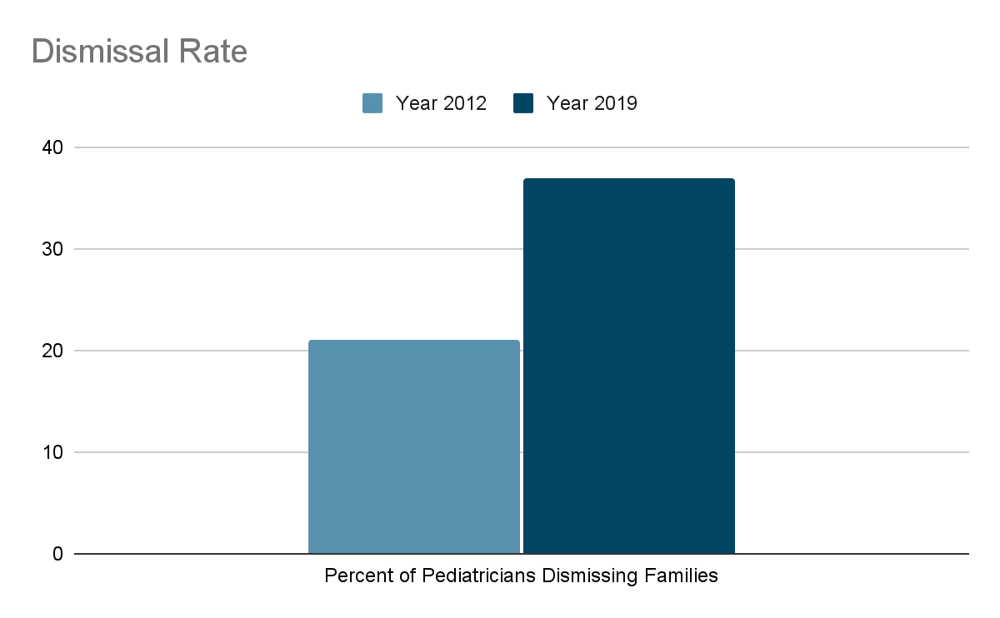 Dismissal Rate
Year 2012 Year 2019
40
30
20
10
0
Percent of Pediatricians Dismissing Families